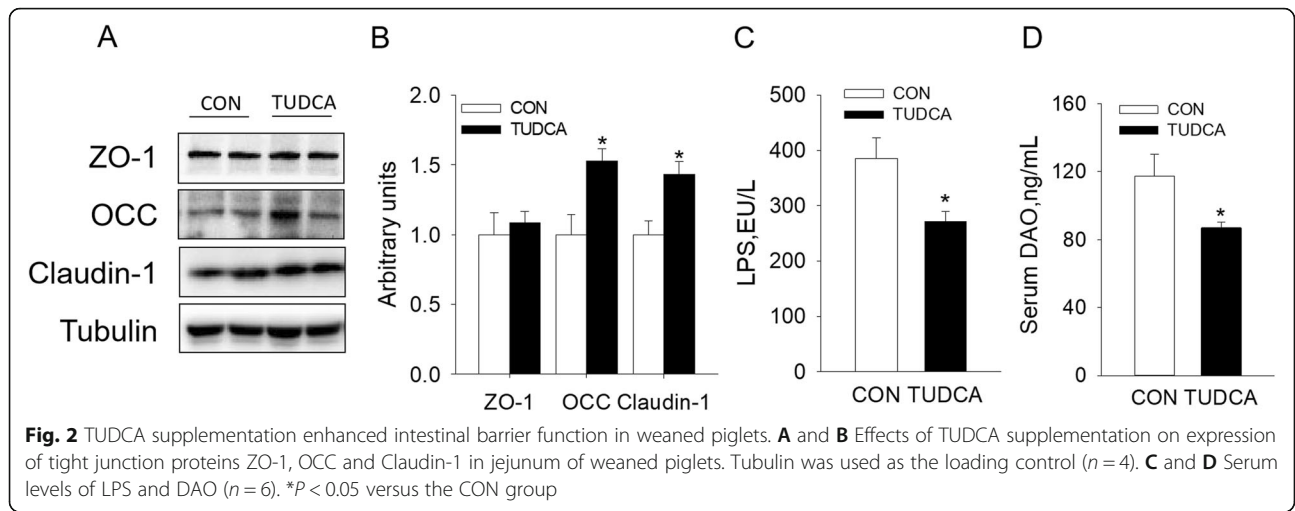 A
CON TUDCA
ZO-1
OCC
Claudin-1
Tubulin
B
2.0
1.5
1.0
0.5
0.0
Arbitrary units
CON
TUDCA
*
*
ZO-1 OCC Claudin-1
C
500
400
300
200
100
0
LPS,EU/L
CON
TUDCA
*
CON TUDCA
D
160
120
80
40
0
Serum DAO,ng/mL
CON
TUDCA
*
CON TUDCA
Fig. 2 TUDCA supplementation enhanced intestinal barrier function in weaned piglets. A and B Effects of TUDCA supplementation on expression
of tight junction proteins ZO-1, OCC and Claudin-1 in jejunum of weaned piglets. Tubulin was used as the loading control (n = 4). C and D Serum
levels of LPS and DAO (n = 6). *P < 0.05 versus the CON group